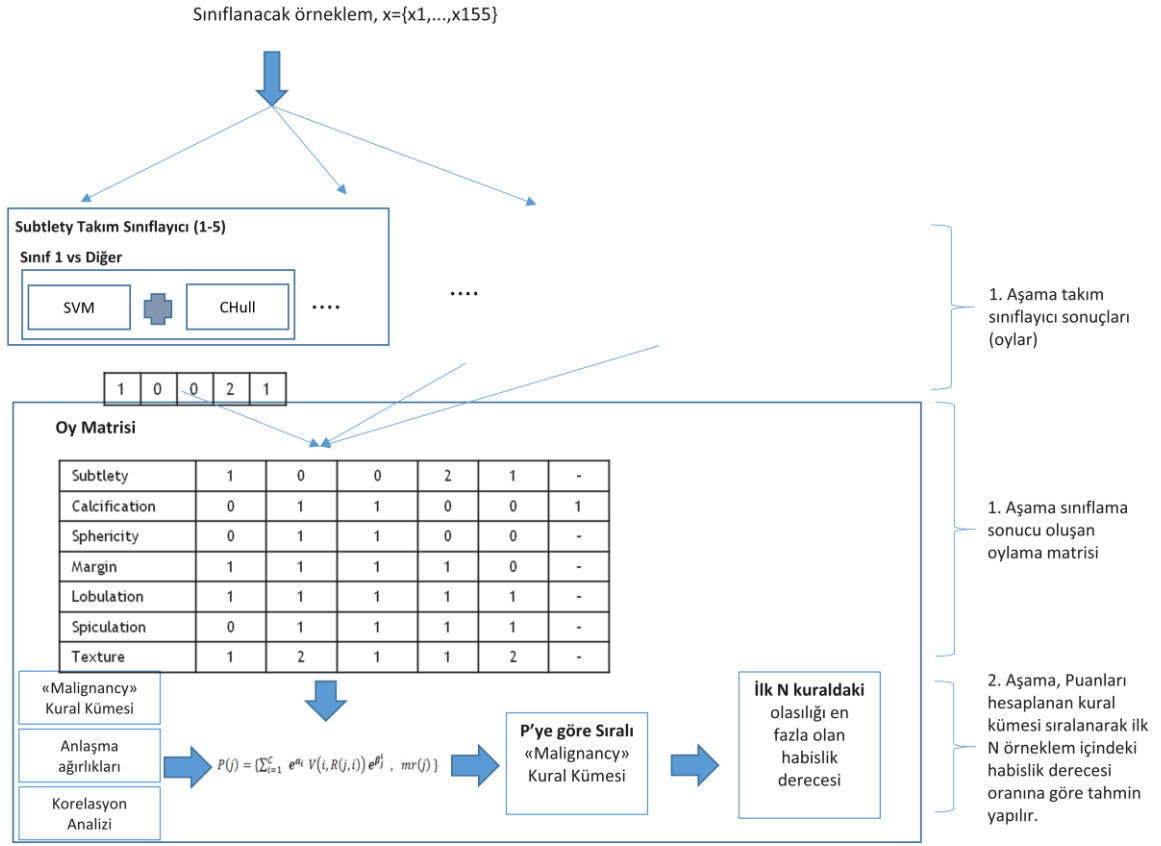 Sınıflanacak örneklem, x={x1,...,x155}
Subtlety Takım Sınıflayıcı (1-5)
Sınıf 1 vs Diğer
SVM
CHull
....
....
1. Aşama takım
sınıflayıcı sonuçları
(oylar)
1 0 0 2 1
Oy Matrisi
Subtlety 1 0 0 2 1 -
Calcification 0 1 1 0 0 1
Sphericity 0 1 1 0 0 -
Margin 1 1 1 1 0 -
Lobulation 1 1 1 1 1 -
Spiculation 0 1 1 1 1 -
Texture 1 2 1 1 2 -
1. Aşama sınıflama
sonucu oluşan
oylama matrisi
«Malignancy»
Kural Kümesi
Anlaşma
ağırlıkları
Korelasyon
Analizi
P(j) = {∑_{i=1}^{C} e^{α_i} V(i, R(j,i)) e^{β_j^i} , mr(j) }
P'ye göre Sıralı
«Malignancy»
Kural Kümesi
İlk N kuraldaki
olasılığı en
fazla olan
habislik
derecesi
2. Aşama, Puanları
hesaplanan kural
kümesi sıralanarak ilk
N örneklem içindeki
habislik derecesi
oranına göre tahmin
yapılır.